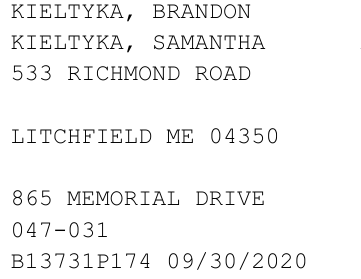 KIELTYKA, BRANDON
KIELTYKA, SAMANTHA
533 RICHMOND ROAD
LITCHFIELD ME 04350
865 MEMORIAL DRIVE
047-031
B13731P174 09/30/2020